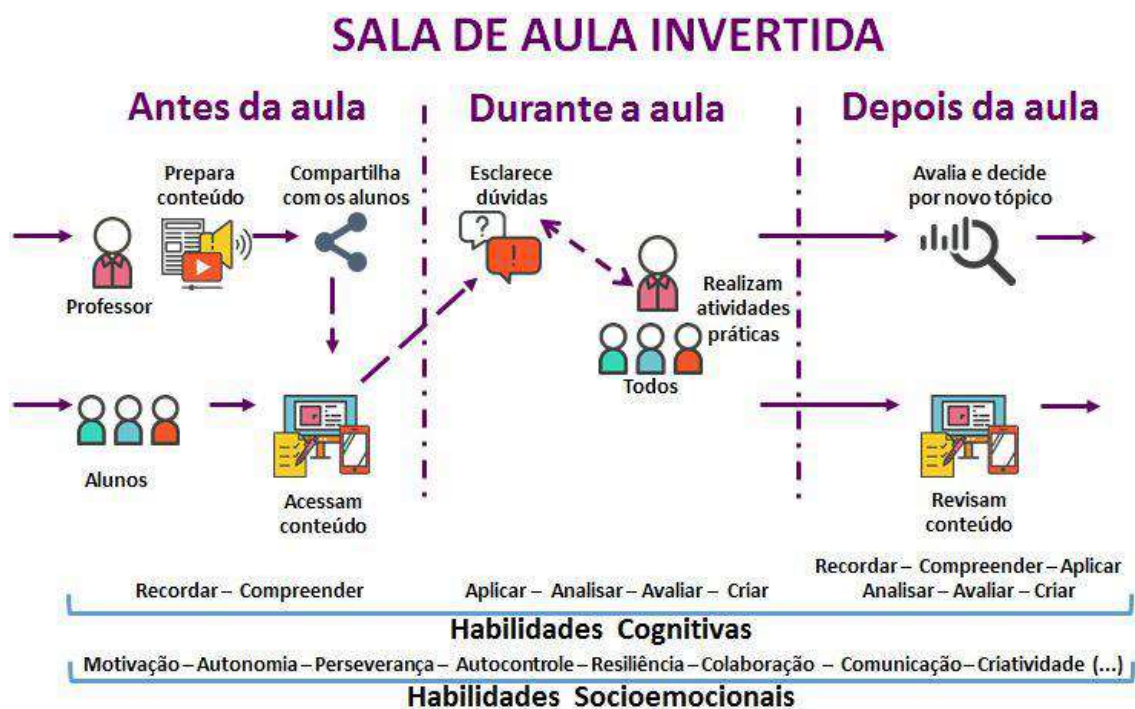 SALA DE AULA INVERTIDA
Antes da aula
Durante a aula
Depois da aula
Prepara
conteúdo
Compartilha
com os alunos
Esclarece
dúvidas
Avalia e decide
por novo tópico
?
!
!
Professor
Realizam
atividades
práticas
Todos
Alunos
Acessam
conteúdo
Revisam
conteúdo
Recordar – Compreender
Aplicar – Analisar – Avaliar – Criar
Recordar – Compreender – Aplicar
Analisar – Avaliar – Criar
Habilidades Cognitivas
Motivação – Autonomia – Perseverança – Autocontrole – Resiliência – Colaboração – Comunicação – Criatividade (...)
Habilidades Socioemocionais